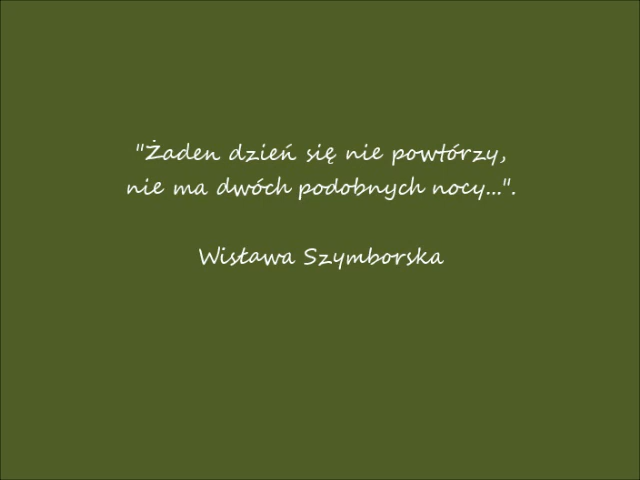 "Żaden dzień się nie powtórzy,
nie ma dwóch podobnych nocy...".
Wisława Szymborska